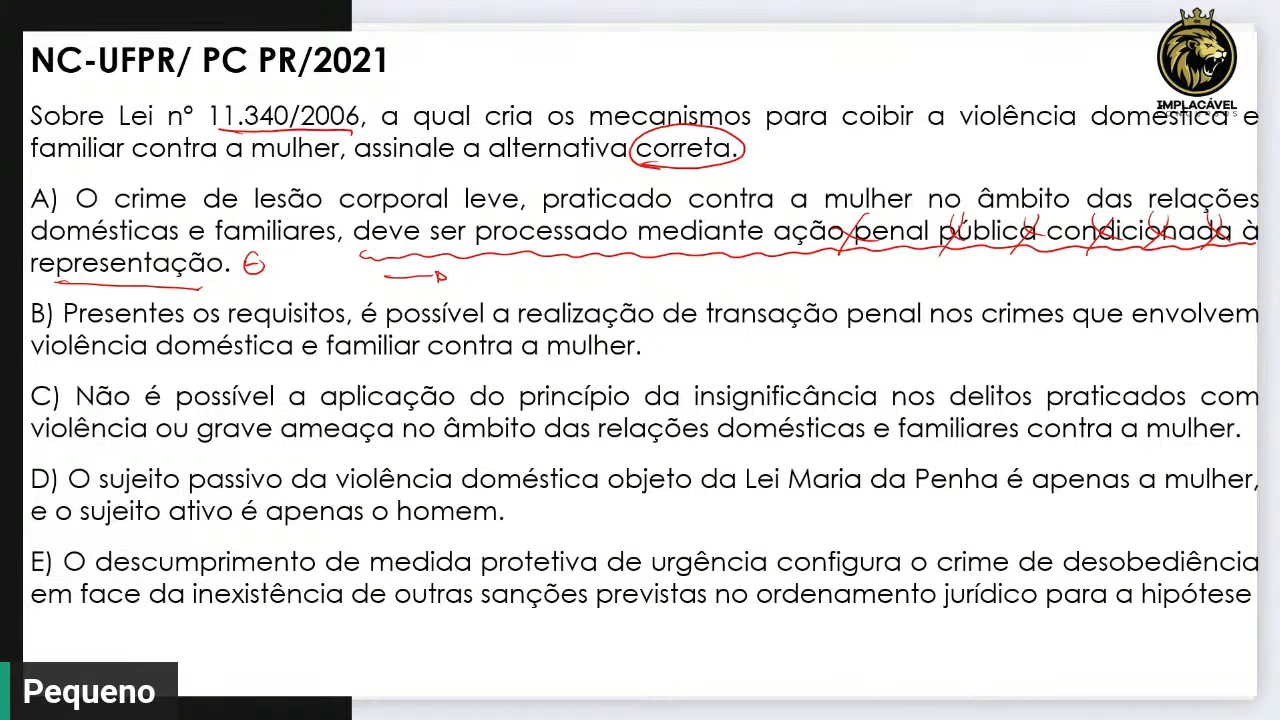 NC-UFPR/ PC PR/2021
IMPLACÁVEL
Sobre Lei nº 11.340/2006, a qual cria os mecanismos para coibir a violência doméstica e
familiar contra a mulher, assinale a alternativa correta.
A) O crime de lesão corporal leve, praticado contra a mulher no âmbito das relações
domésticas e familiares, deve ser processado mediante ação penal pública condicionada à
representação.
B) Presentes os requisitos, é possível a realização de transação penal nos crimes que envolvem
violência doméstica e familiar contra a mulher.
C) Não é possível a aplicação do princípio da insignificância nos delitos praticados com
violência ou grave ameaça no âmbito das relações domésticas e familiares contra a mulher.
D) O sujeito passivo da violência doméstica objeto da Lei Maria da Penha é apenas a mulher,
e o sujeito ativo é apenas o homem.
E) O descumprimento de medida protetiva de urgência configura o crime de desobediência
em face da inexistência de outras sanções previstas no ordenamento jurídico para a hipótese
Pequeno